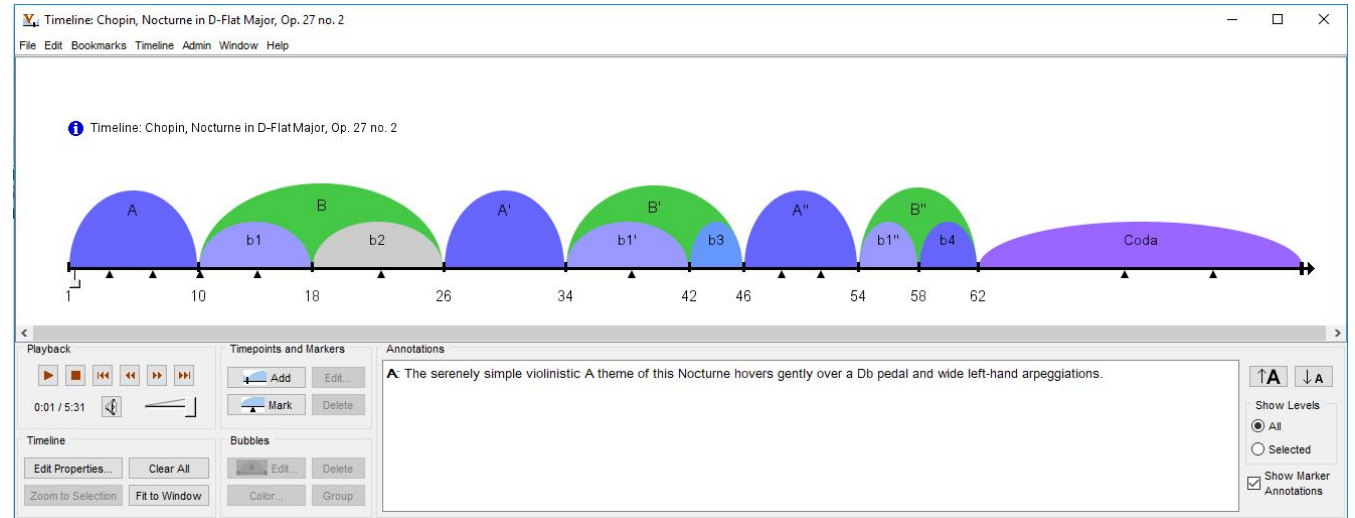 Timeline: Chopin, Nocturne in D-Flat Major, Op. 27 no. 2
File Edit Bookmarks Timeline Admin Window Help
Timeline: Chopin, Nocturne in D-Flat Major, Op. 27 no. 2
A B A' B' A" B"
b1 b2 b1' b3 b1" b4 Coda
1 10 18 26 34 42 46 54 58 62
Playback Timepoints and Markers Annotations
Add Edit... A: The serenely simple violinistic A theme of this Nocturne hovers gently over a Db pedal and wide left-hand arpeggiations. ↑A ↓A
0:01 / 5:31 Mark Delete Show Levels
All
Timeline Bubbles Selected
Edit Properties... Clear All Edit... Delete Show Marker
Zoom to Selection Fit to Window Color... Group Annotations